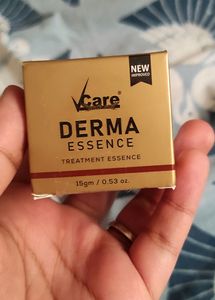 NEW
IMPROVED
VCare
DERMA
ESSENCE
TREATMENT ESSENCE
15gm / 0.53 oz.